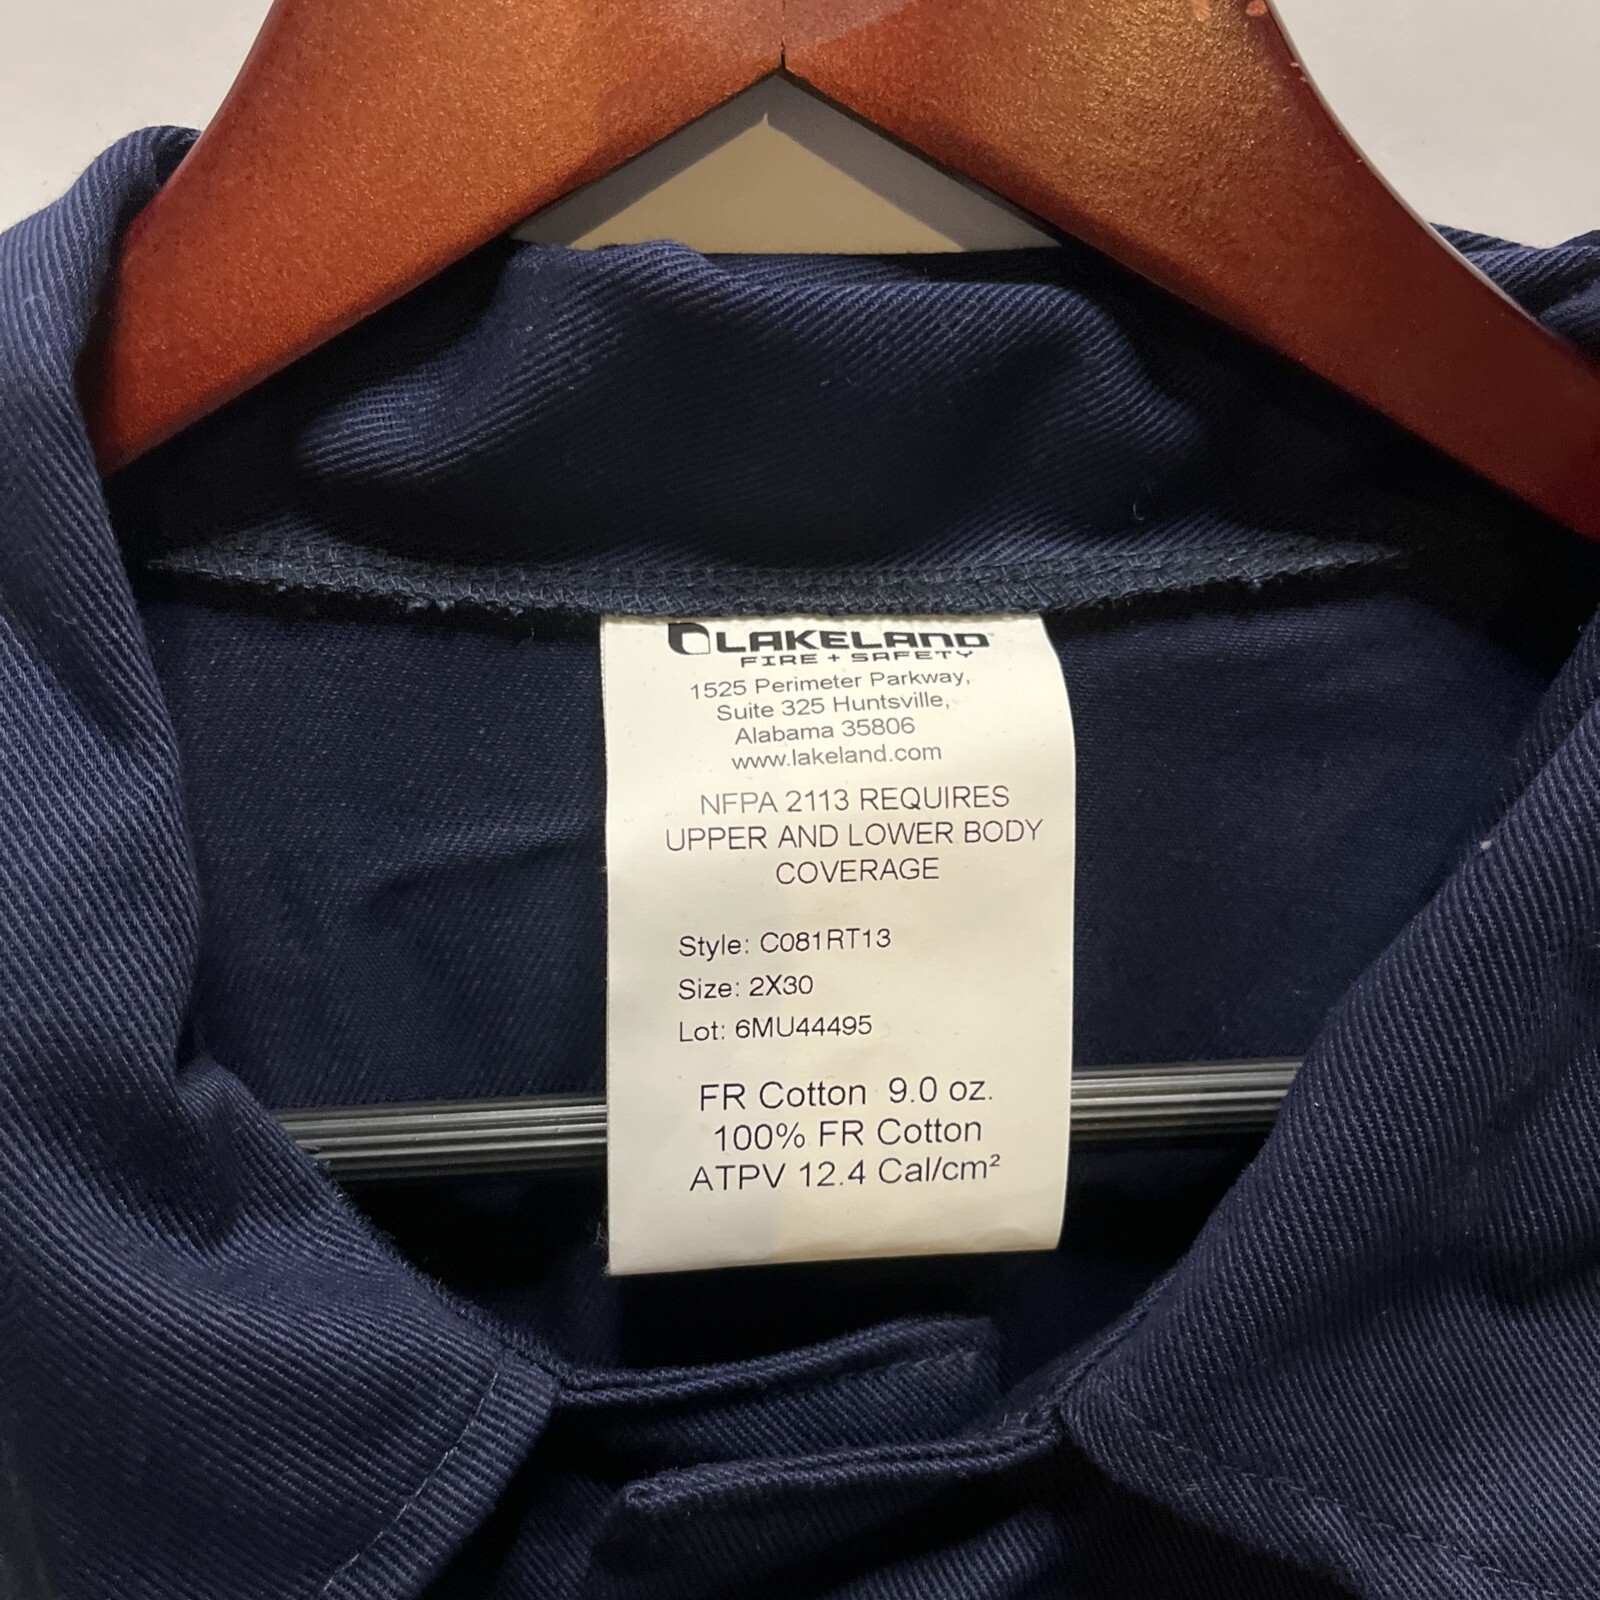 LAKELAND
FIRE + SAFETY
1525 Perimeter Parkway,
Suite 325 Huntsville,
Alabama 35806
www.lakeland.com
NFPA 2113 REQUIRES
UPPER AND LOWER BODY
COVERAGE
Style: C081RT13
Size: 2X30
Lot: 6MU44495
FR Cotton 9.0 oz.
100% FR Cotton
ATPV 12.4 Cal/cm²